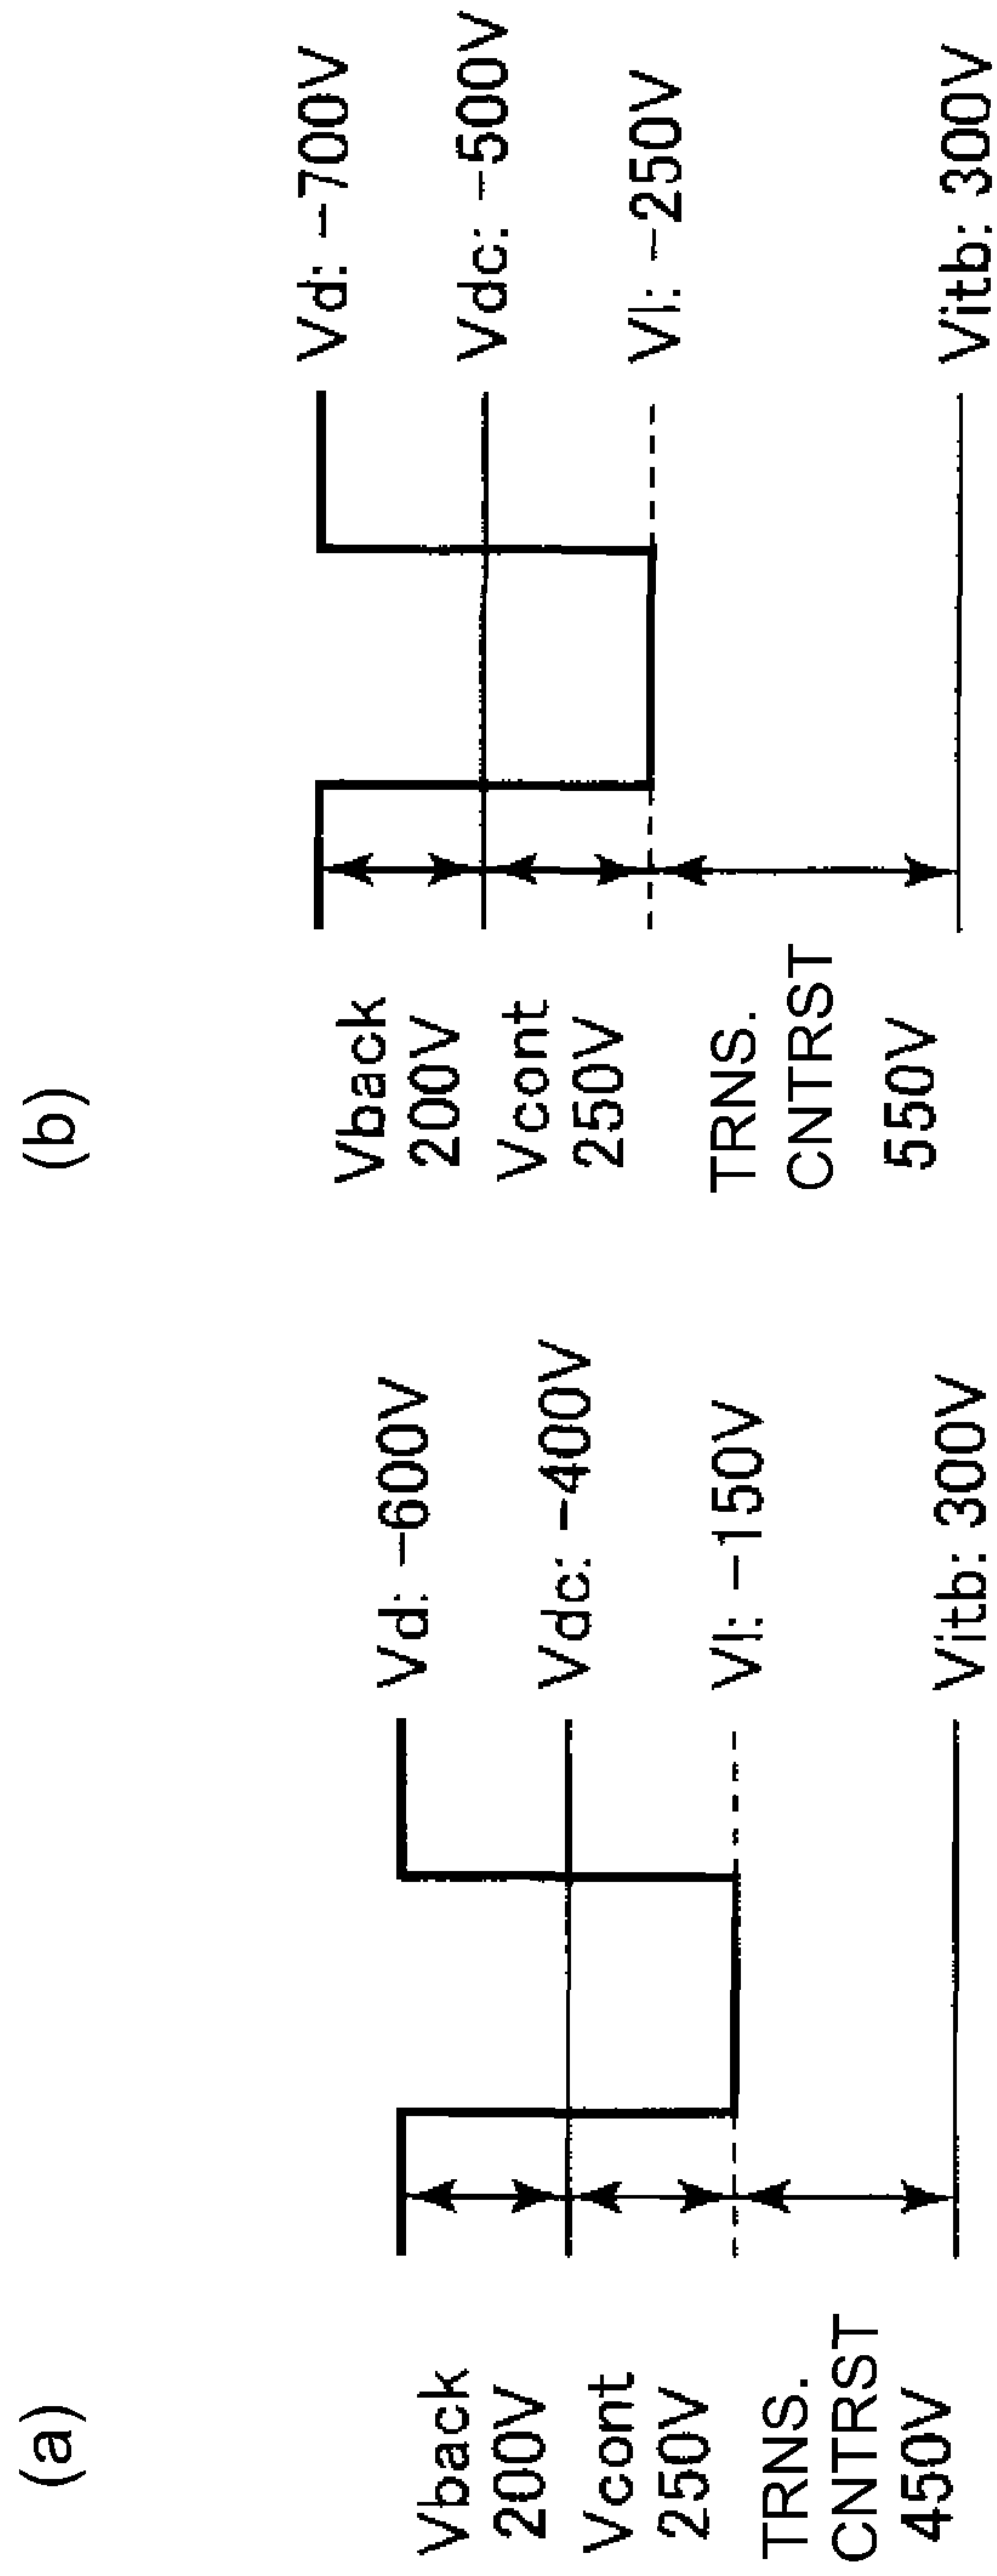 (a)
Vback
200V
Vcont
250V
TRNS.
CNTRST
450V
Vd: -600V
Vdc: -400V
Vl: -150V
Vitb: 300V
(b)
Vback
200V
Vcont
250V
TRNS.
CNTRST
550V
Vd: -700V
Vdc: -500V
Vl: -250V
Vitb: 300V